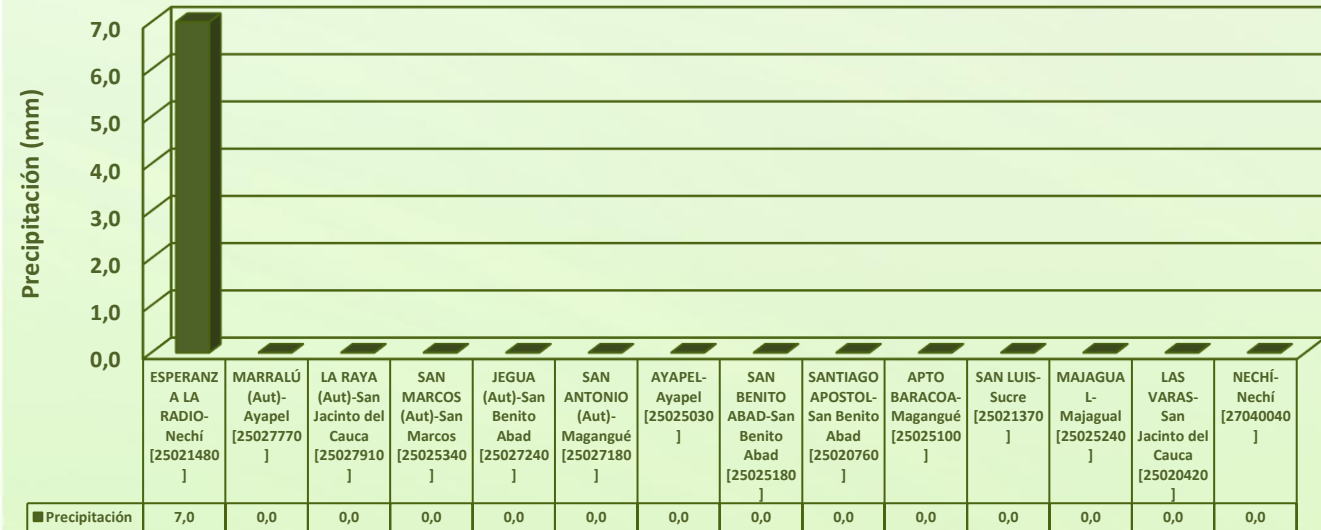 Precipitación (mm)
7,0
6,0
5,0
4,0
3,0
2,0
1,0
0,0
ESPERANZ
A LA
RADIO-
Nechí
[25021480
]
MARRALÚ
(Aut)-
Ayapel
[25027770
]
LA RAYA
(Aut)-San
Jacinto del
Cauca
[25027910
]
SAN
MARCOS
(Aut)-San
Marcos
[25025340
]
JEGUA
(Aut)-San
Benito
Abad
[25027240
]
SAN
ANTONIO
(Aut)-
Magangué
[25027180
]
AYAPEL-
Ayapel
[25025030
]
SAN
BENITO
ABAD-San
Benito
Abad
[25025180
]
SANTIAGO
APOSTOL-
San Benito
Abad
[25020760
]
APTO
BARACOA-
Magangué
[25025100
]
SAN LUIS-
Sucre
[25021370
]
MAJAGUA
L-
Majagual
[25025240
]
LAS
VARAS-
San
Jacinto del
Cauca
[25020420
]
NECHÍ-
Nechí
[27040040
]
Precipitación 7,0 0,0 0,0 0,0 0,0 0,0 0,0 0,0 0,0 0,0 0,0 0,0 0,0 0,0